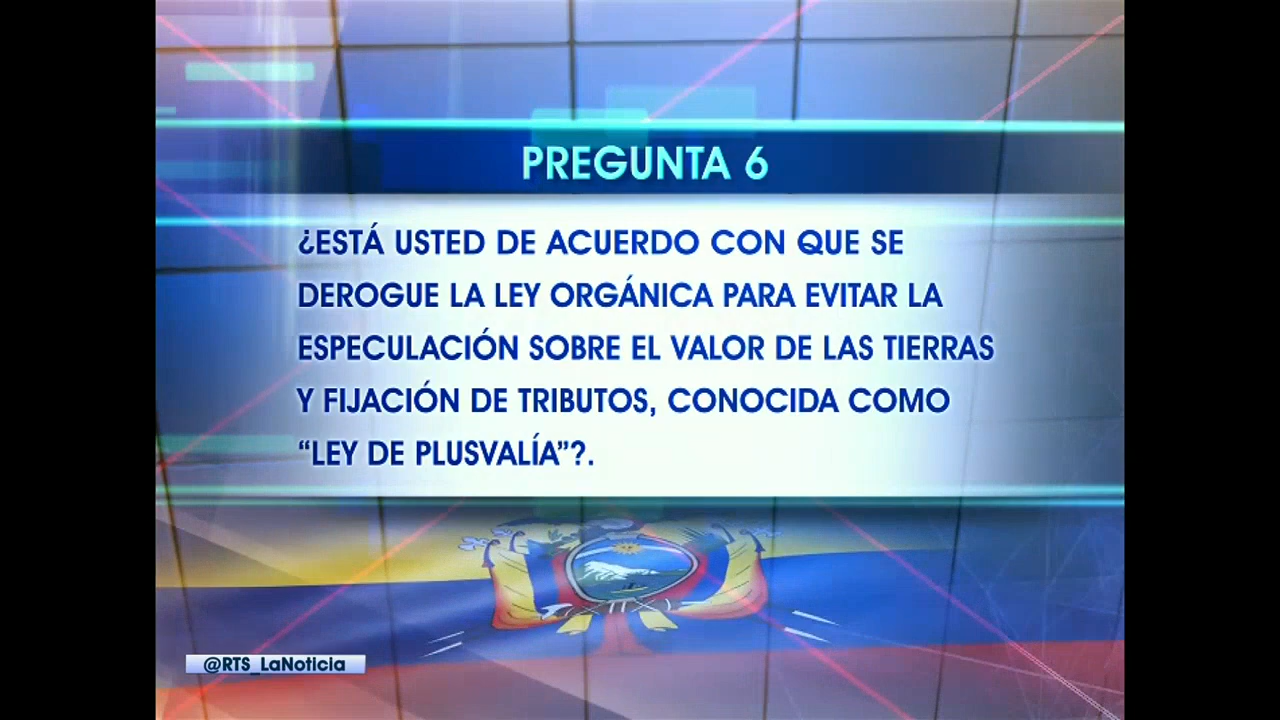 PREGUNTA 6
¿ESTÁ USTED DE ACUERDO CON QUE SE
DEROGUE LA LEY ORGÁNICA PARA EVITAR LA
ESPECULACIÓN SOBRE EL VALOR DE LAS TIERRAS
Y FIJACIÓN DE TRIBUTOS, CONOCIDA COMO
“LEY DE PLUSVALÍA”?.
@RTS_LaNoticia